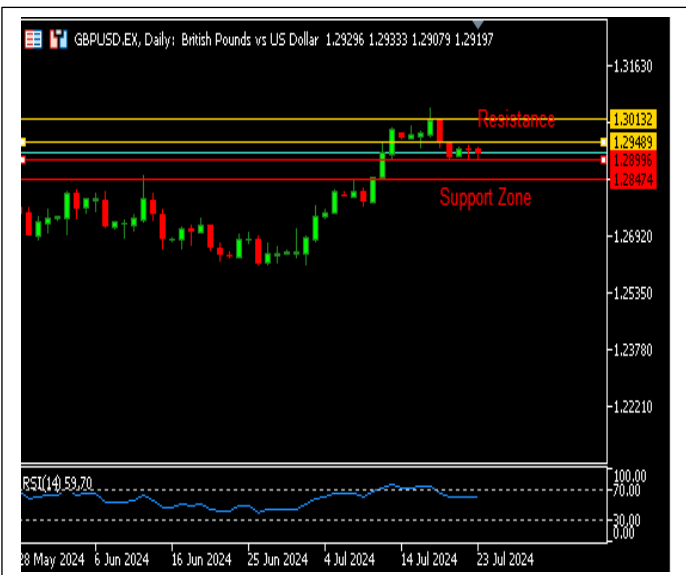 GBPUSD.EX, Daily: British Pounds vs US Dollar 1.29296 1.29333 1.29079 1.29197
1.31630
Resistance
1.30132
1.29489
1.28996
1.28474
Support Zone
1.26920
1.25350
1.23780
1.22210
RSI(14) 59.70
100.00
70.00
30.00
0.00
28 May 2024 6 Jun 2024 16 Jun 2024 25 Jun 2024 4 Jul 2024 14 Jul 2024 23 Jul 2024